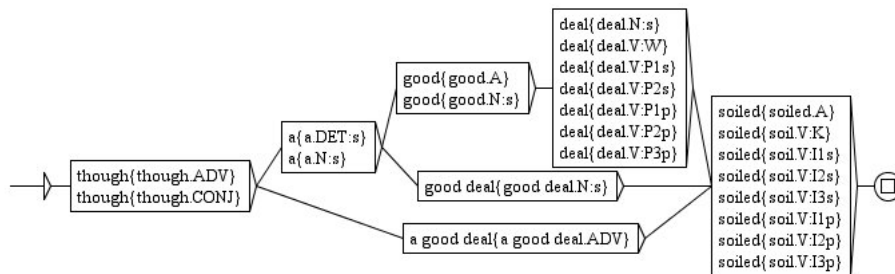 though{though.ADV}
though{though.CONJ}
a{a.DET:s}
a{a.N:s}
good{good.A}
good{good.N:s}
deal{deal.N:s}
deal{deal.V:W}
deal{deal.V:P1s}
deal{deal.V:P2s}
deal{deal.V:P1p}
deal{deal.V:P2p}
deal{deal.V:P3p}
good deal{good deal.N:s}
a good deal{a good deal.ADV}
soiled{soiled.A}
soiled{soil.V:K}
soiled{soil.V:I1s}
soiled{soil.V:I2s}
soiled{soil.V:I3s}
soiled{soil.V:I1p}
soiled{soil.V:I2p}
soiled{soil.V:I3p}